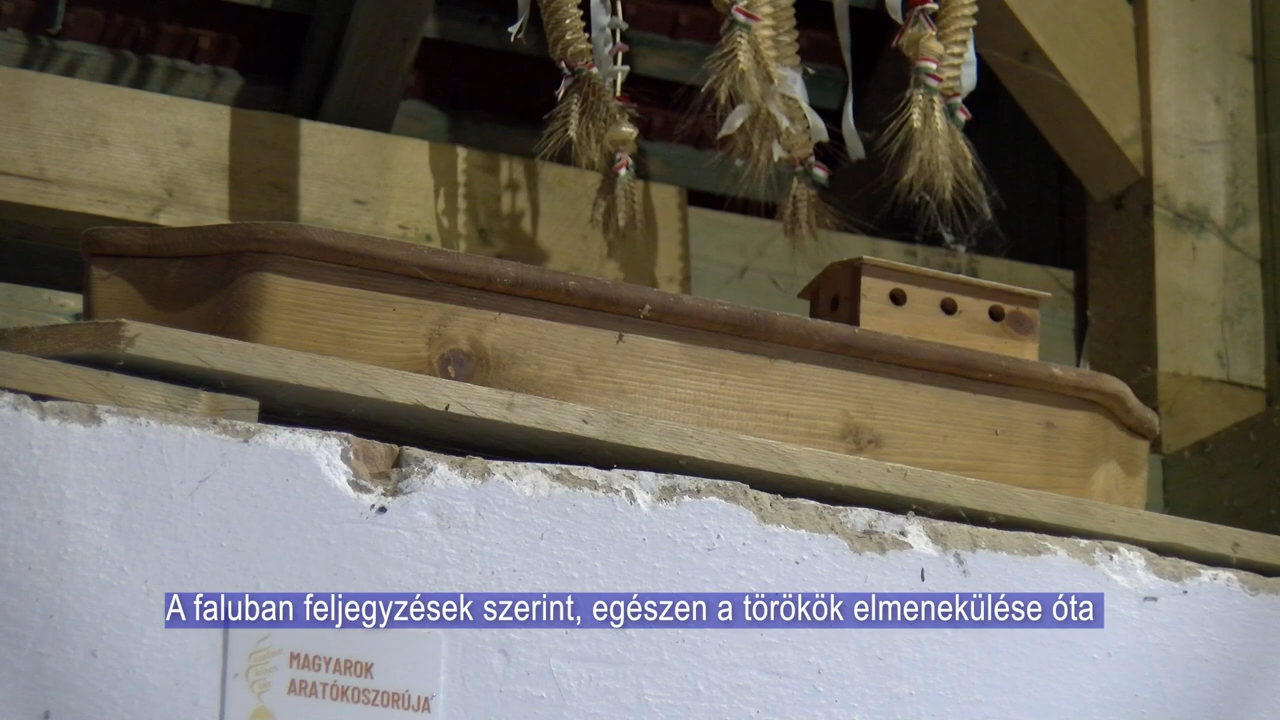 A faluban feljegyzések szerint, egészen a törökök elmenekülése óta
MAGYAROK
ARATÓKOSZORÚJA